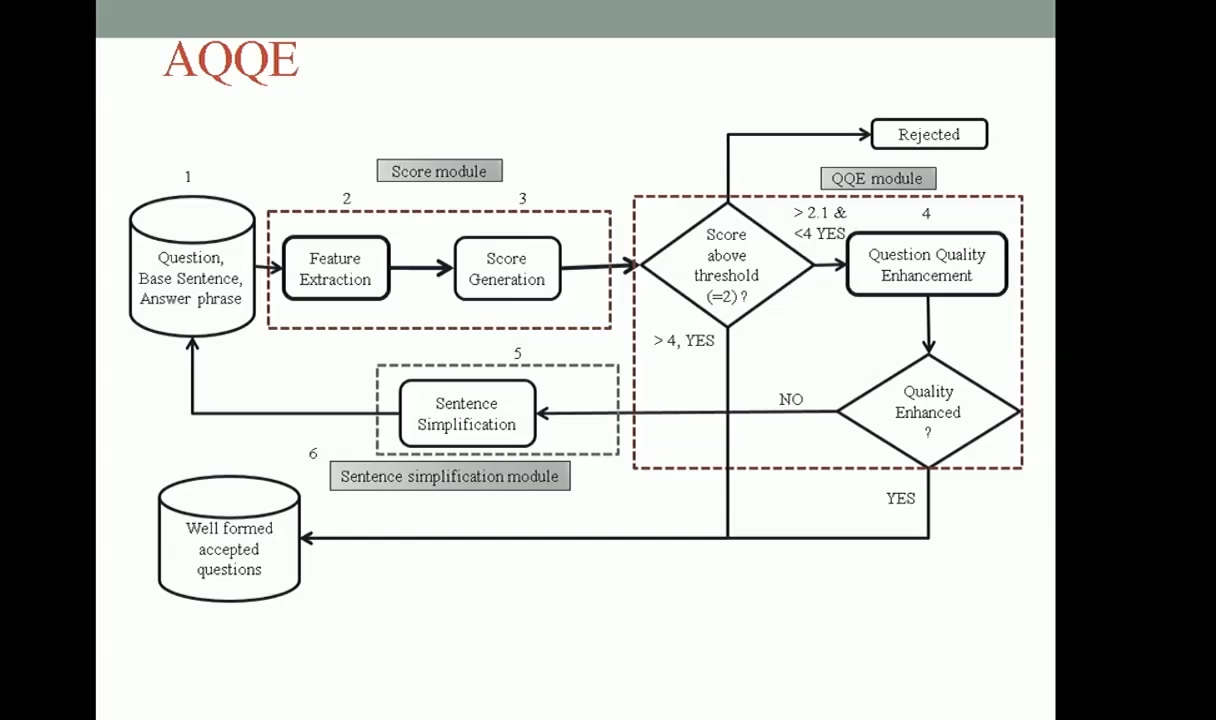 AQQE
Rejected
Score module
QQE module
1
2
3
> 2.1 &
<4 YES
4
Question,
Base Sentence,
Answer phrase
Feature
Extraction
Score
Generation
Score
above
threshold
(=2) ?
Question Quality
Enhancement
> 4, YES
5
Sentence
Simplification
NO
Quality
Enhanced
?
6
Sentence simplification module
YES
Well formed
accepted
questions